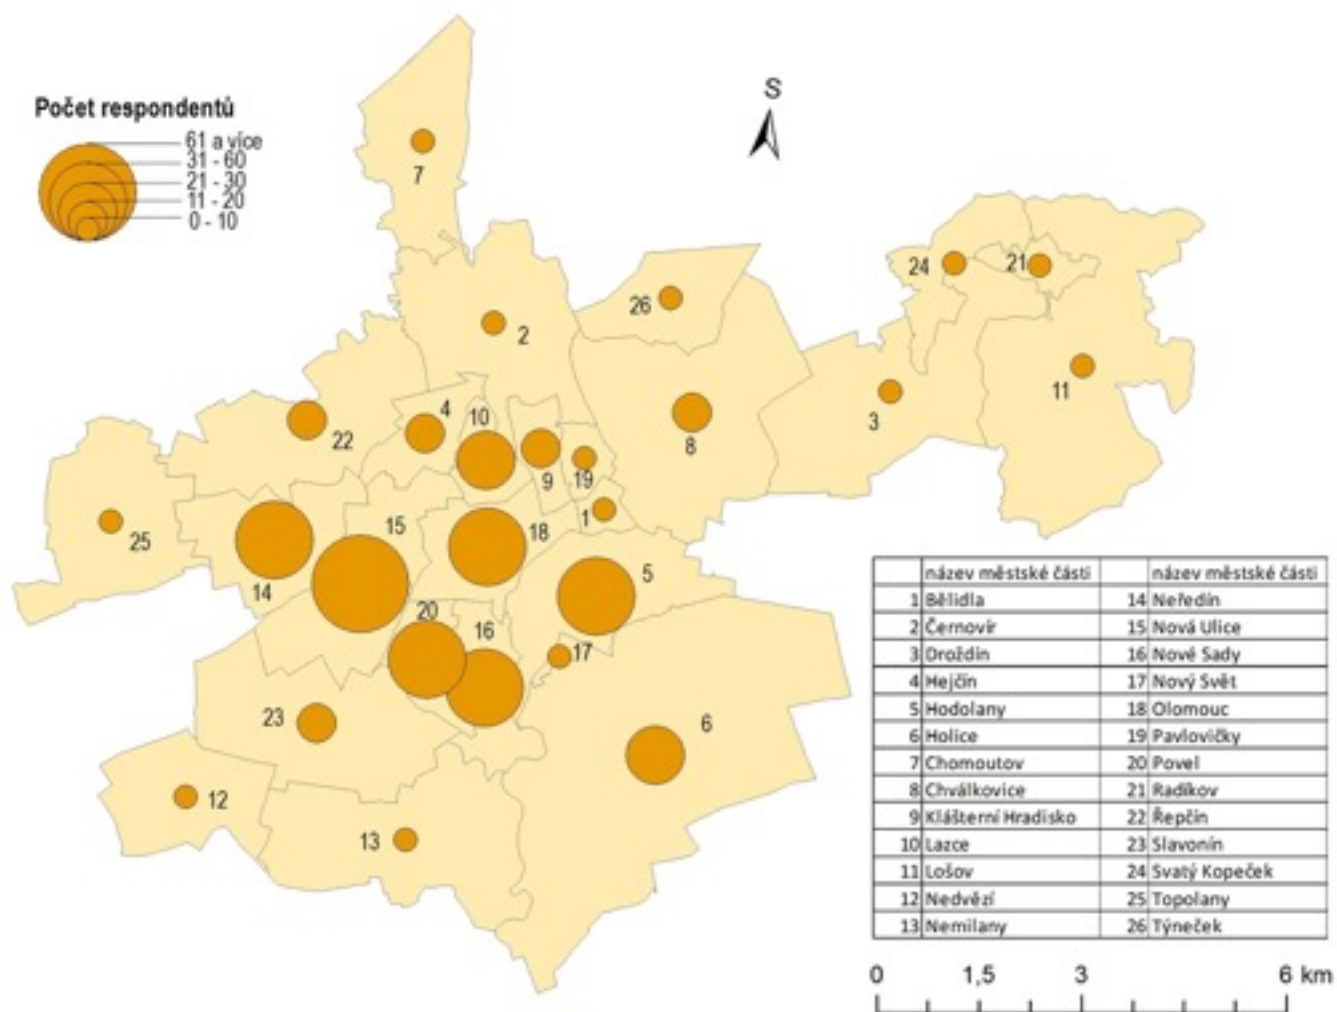 S
Počet respondentů
61 a více
31 - 60
21 - 30
11 - 20
0 - 10
7
24
21
26
2
11
3
4
10
22
8
9
19
1
25
15
18
14
5
20
16
17
23
6
12
13
název městské části název městské části
1 Bělidla 14 Neředín
2 Černovír 15 Nová Ulice
3 Droždín 16 Nové Sady
4 Hejčín 17 Nový Svět
5 Hodolany 18 Olomouc
6 Holice 19 Pavlovičky
7 Chomoutov 20 Povel
8 Chválkovice 21 Radíkov
9 Klášterní Hradisko 22 Řepčín
10 Lazce 23 Slavonín
11 Lošov 24 Svatý Kopeček
12 Nedvězí 25 Topolany
13 Nemilany 26 Týneček
0 1,5 3 6 km